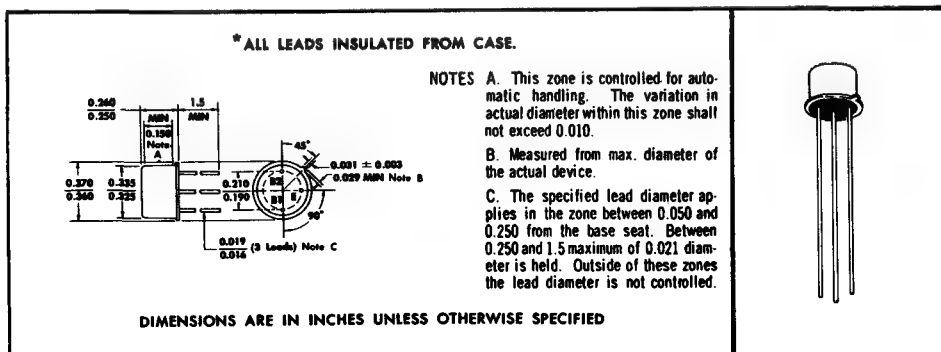 *ALL LEADS INSULATED FROM CASE.
0.260
0.250
1.5
MIN
MIN
0.150
Note
A
45°
0.031 ± 0.003
0.029 MIN Note B
0.370
0.360
0.335
0.325
0.210
0.190
B2
B1
E
90°
0.019
0.016
(3 Leads) Note C
NOTES A. This zone is controlled for auto-
matic handling. The variation in
actual diameter within this zone shall
not exceed 0.010.
B. Measured from max. diameter of
the actual device.
C. The specified lead diameter ap-
plies in the zone between 0.050 and
0.250 from the base seat. Between
0.250 and 1.5 maximum of 0.021 diam-
eter is held. Outside of these zones
the lead diameter is not controlled.
DIMENSIONS ARE IN INCHES UNLESS OTHERWISE SPECIFIED